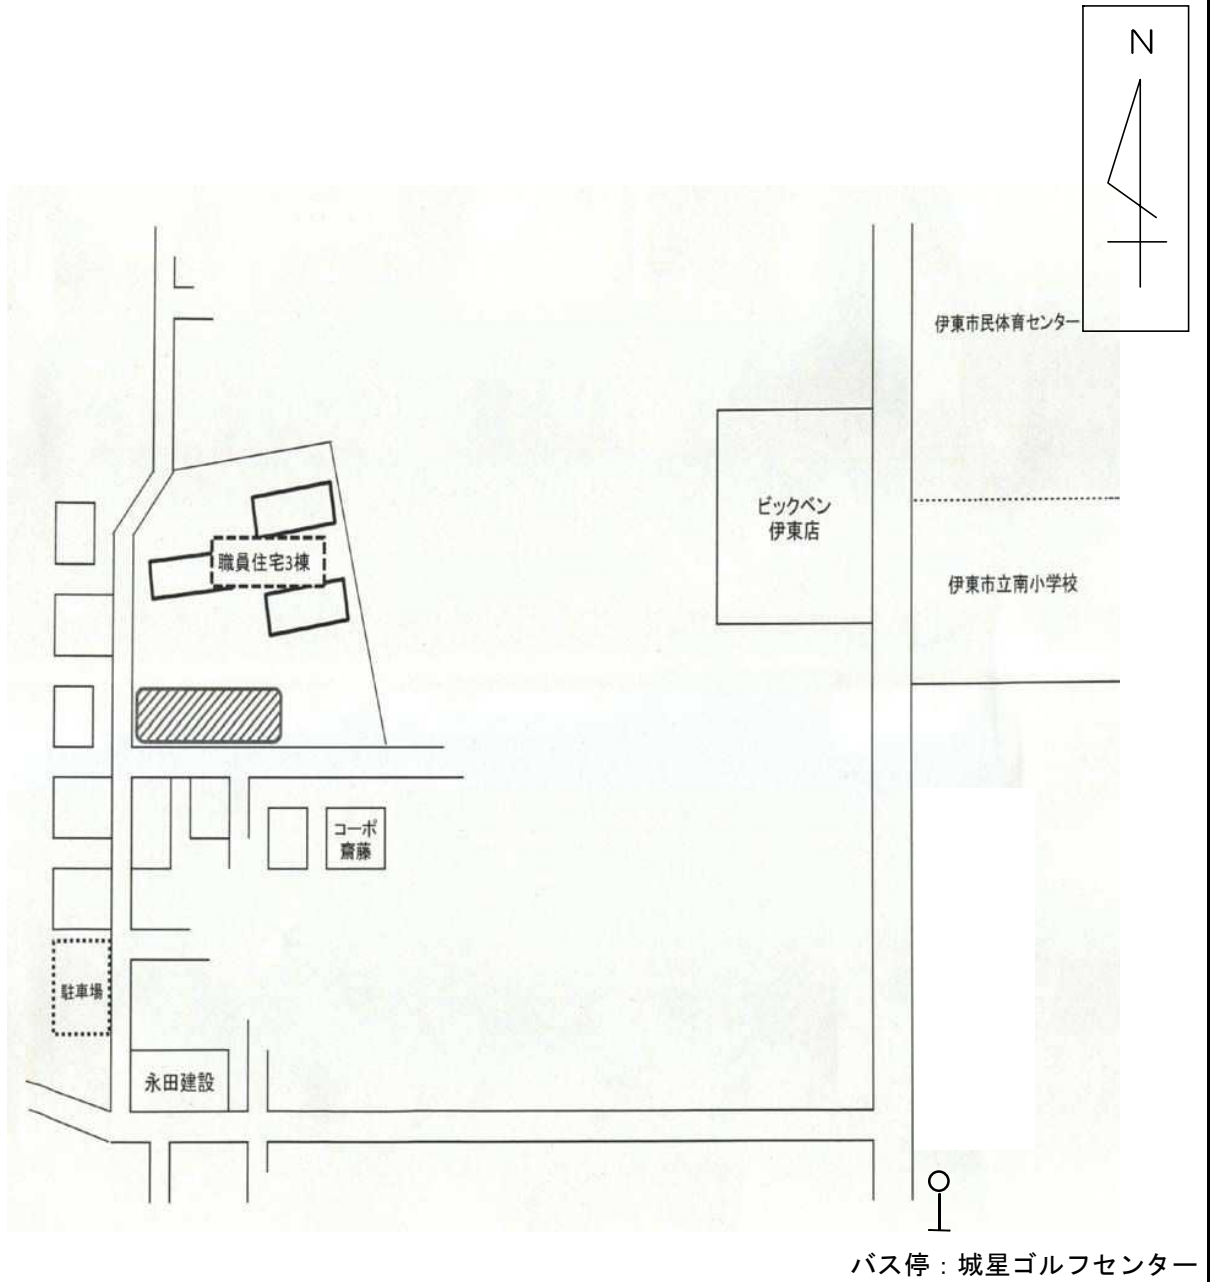 N
伊東市民体育センター
ビックペン
伊東店
職員住宅3棟
伊東市立南小学校
コーポ
齋藤
駐車場
永田建設
バス停：城星ゴルフセンター